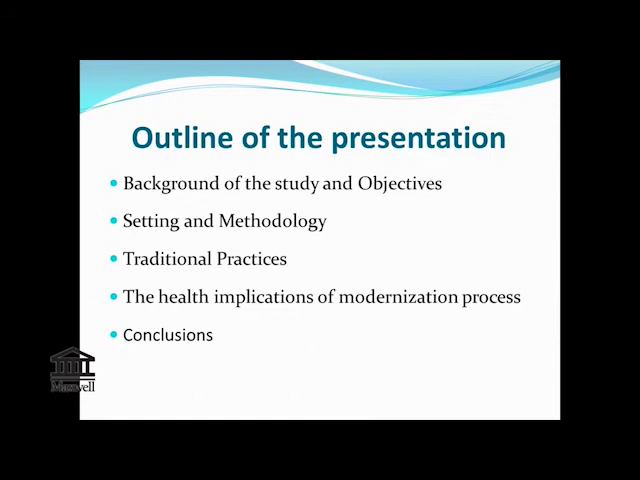 Outline of the presentation
Background of the study and Objectives
Setting and Methodology
Traditional Practices
The health implications of modernization process
Conclusions
Maxwell